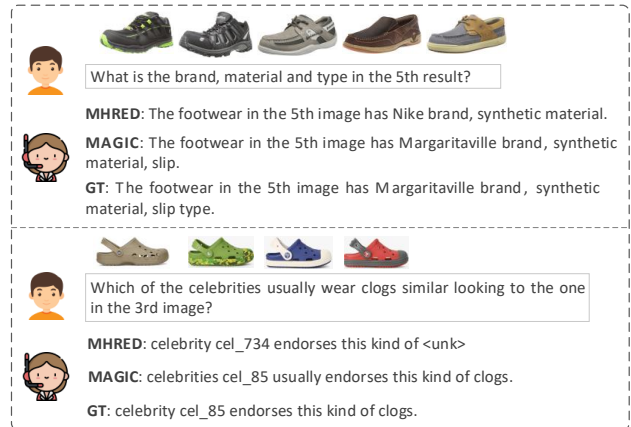 What is the brand, material and type in the 5th result?
MHRED: The footwear in the 5th image has Nike brand, synthetic material.
MAGIC: The footwear in the 5th image has Margaritaville brand, synthetic
material, slip.
GT: The footwear in the 5th image has Margaritaville brand, synthetic
material, slip type.
Which of the celebrities usually wear clogs similar looking to the one
in the 3rd image?
MHRED: celebrity cel_734 endorses this kind of <unk>
MAGIC: celebrities cel_85 usually endorses this kind of clogs.
GT: celebrity cel_85 endorses this kind of clogs.